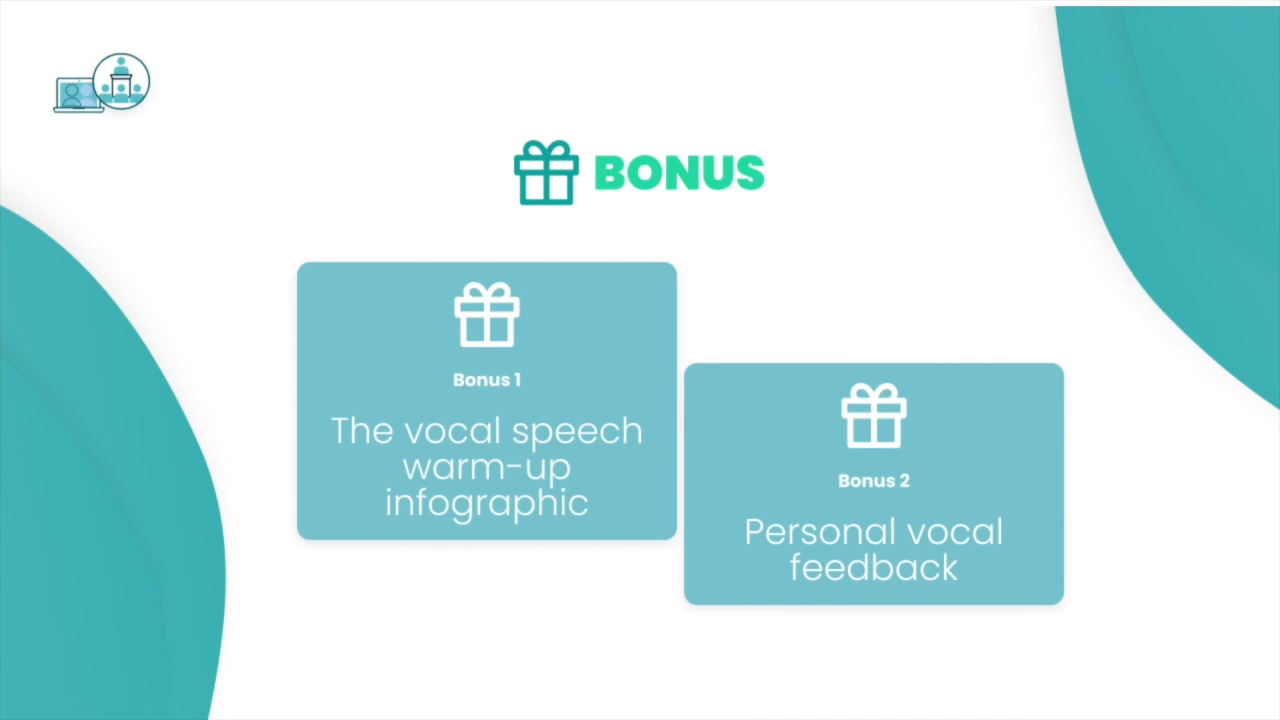 BONUS
Bonus 1
The vocal speech
warm-up
infographic
Bonus 2
Personal vocal
feedback